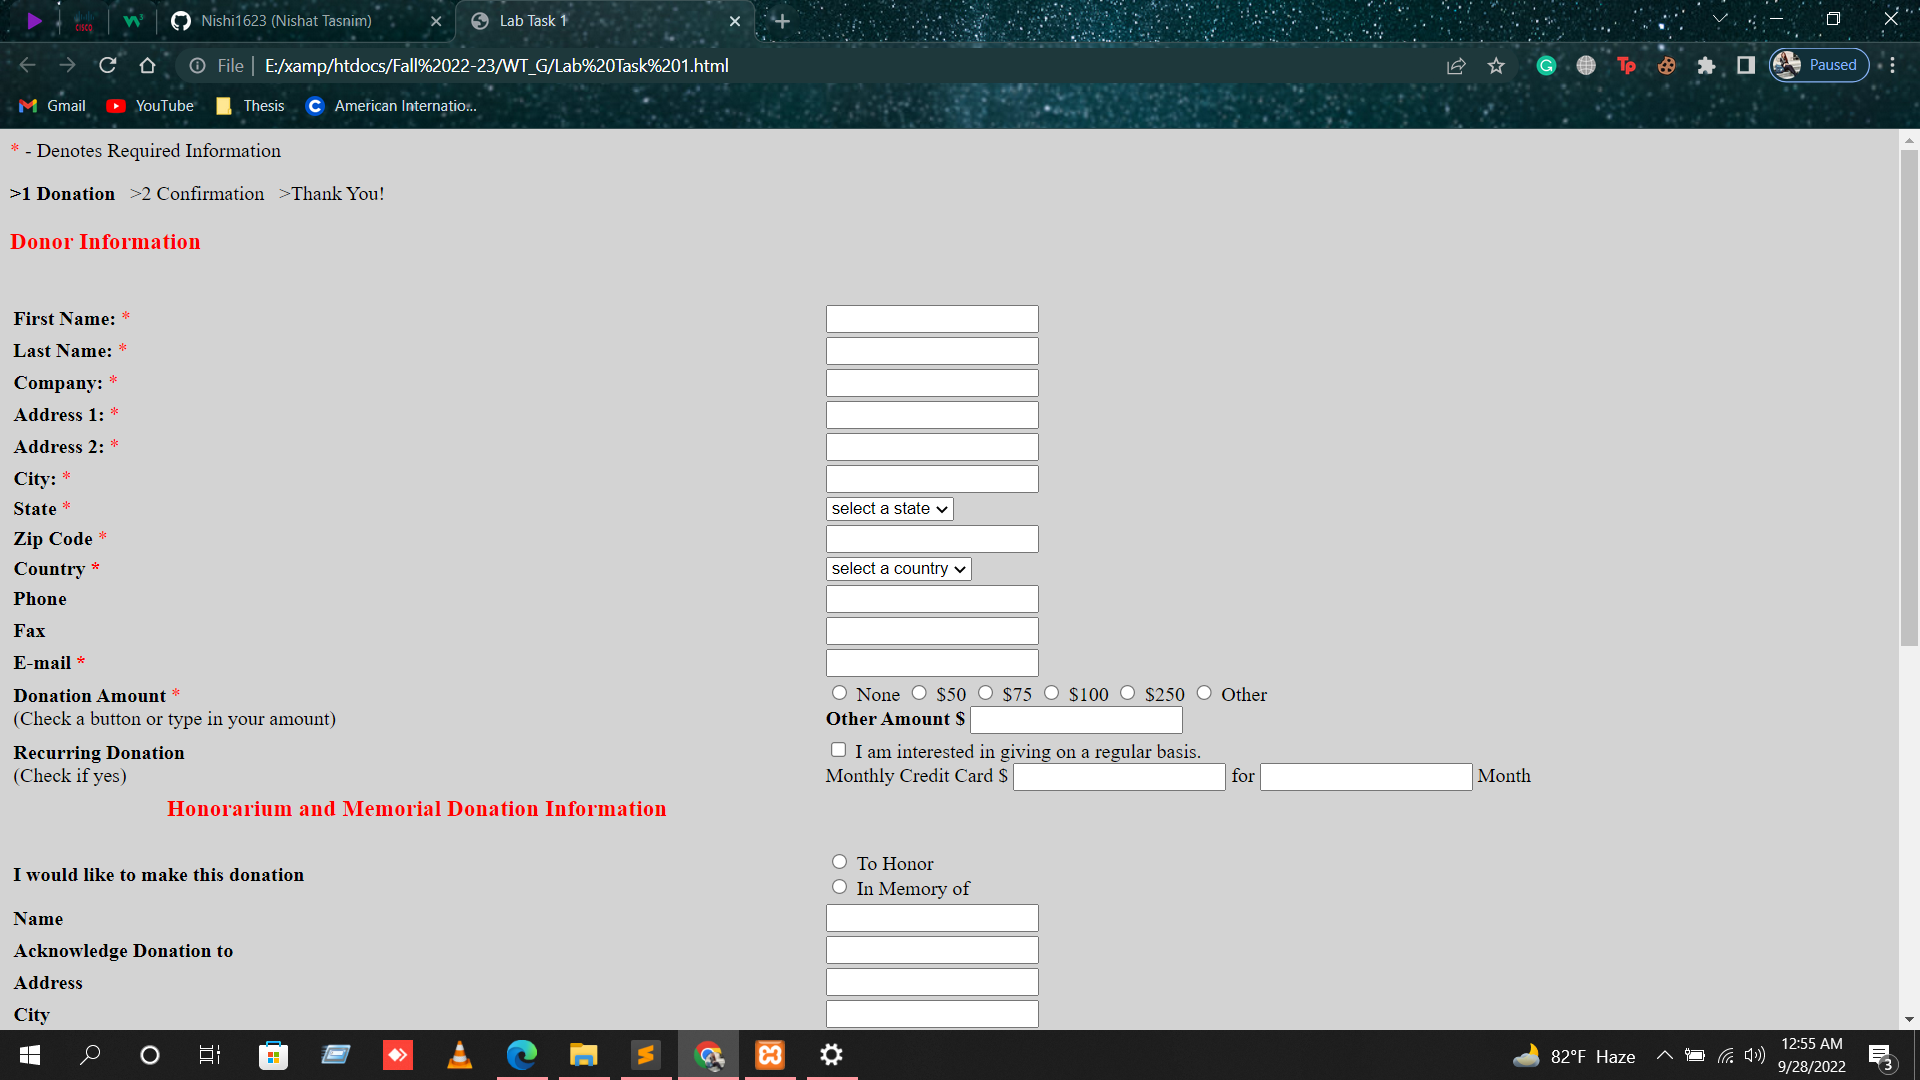 Nishi1623 (Nishat Tasnim)
Lab Task 1
File
E:/xamp/htdocs/Fall%2022-23/WT_G/Lab%20Task%201.html
Paused
Gmail
YouTube
Thesis
American Internatio...
* - Denotes Required Information
>1 Donation >2 Confirmation >Thank You!
Donor Information
First Name: *
Last Name: *
Company: *
Address 1: *
Address 2: *
City: *
State * select a state
Zip Code *
Country * select a country
Phone
Fax
E-mail *
Donation Amount * None $50 $75 $100 $250 Other
(Check a button or type in your amount) Other Amount $
Recurring Donation I am interested in giving on a regular basis.
(Check if yes) Monthly Credit Card $ for Month
Honorarium and Memorial Donation Information
I would like to make this donation
To Honor
In Memory of
Name
Acknowledge Donation to
Address
City
82°F Haze
12:55 AM
9/28/2022
3